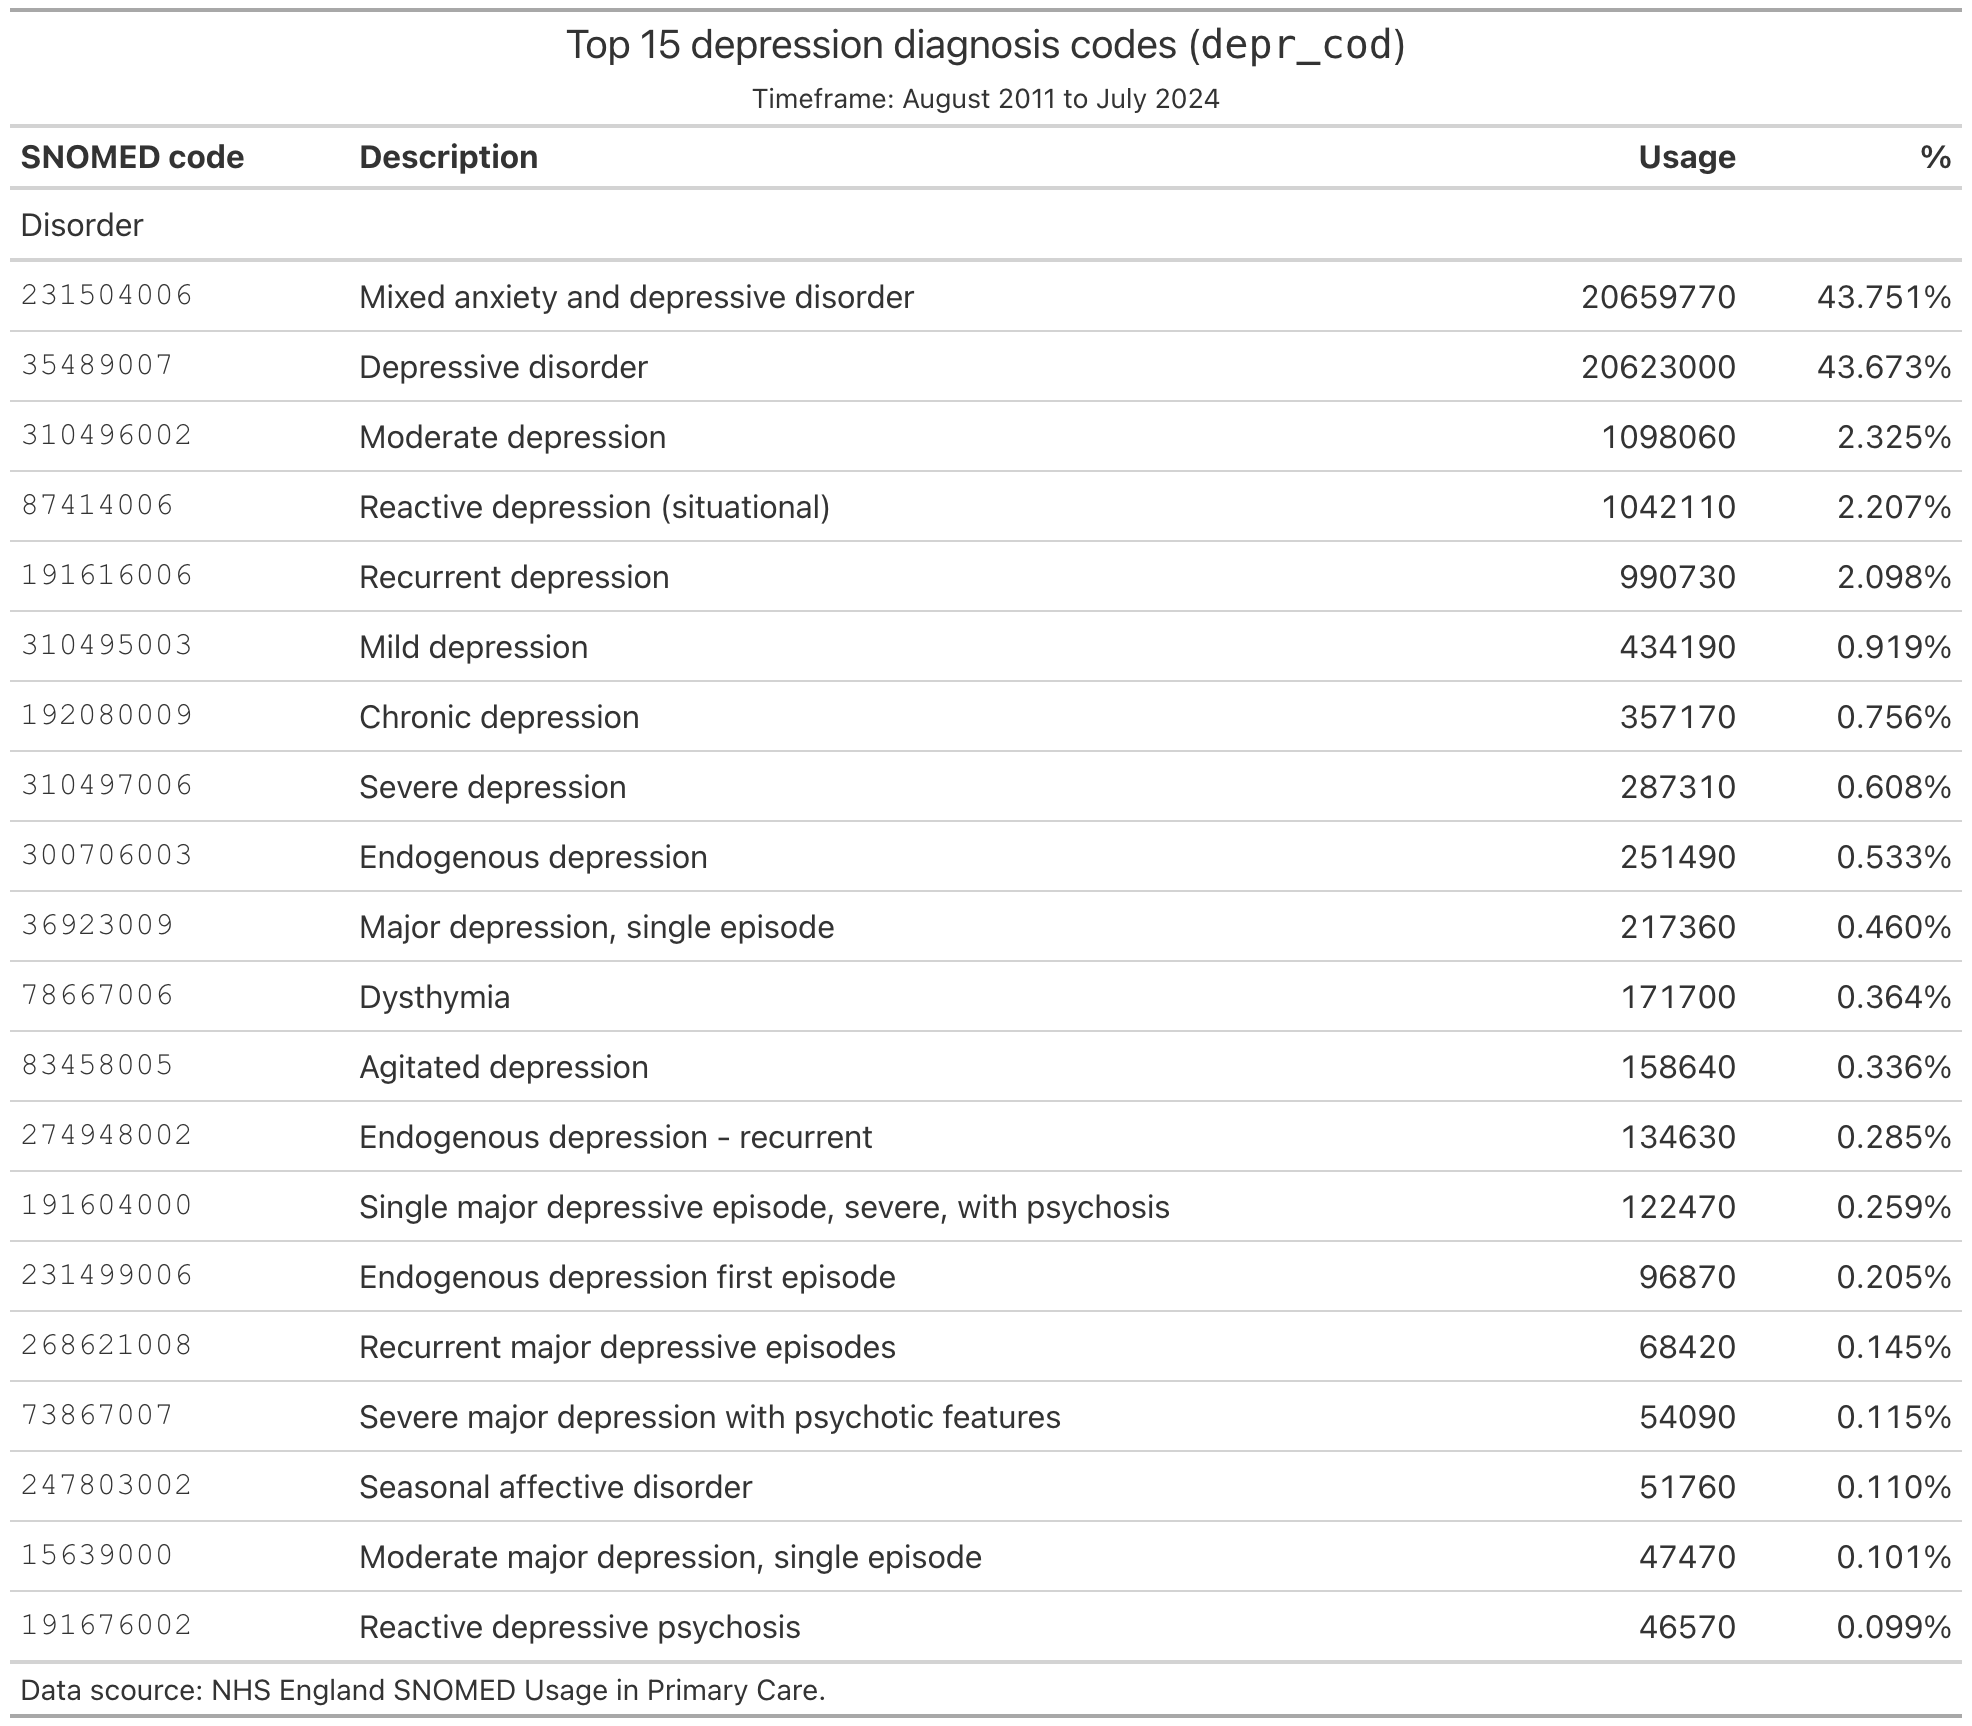 Top 15 depression diagnosis codes (depr_cod)
Timeframe: August 2011 to July 2024
SNOMED code Description Usage %
Disorder
231504006 Mixed anxiety and depressive disorder 20659770 43.751%
35489007 Depressive disorder 20623000 43.673%
310496002 Moderate depression 1098060 2.325%
87414006 Reactive depression (situational) 1042110 2.207%
191616006 Recurrent depression 990730 2.098%
310495003 Mild depression 434190 0.919%
192080009 Chronic depression 357170 0.756%
310497006 Severe depression 287310 0.608%
300706003 Endogenous depression 251490 0.533%
36923009 Major depression, single episode 217360 0.460%
78667006 Dysthymia 171700 0.364%
83458005 Agitated depression 158640 0.336%
274948002 Endogenous depression - recurrent 134630 0.285%
191604000 Single major depressive episode, severe, with psychosis 122470 0.259%
231499006 Endogenous depression first episode 96870 0.205%
268621008 Recurrent major depressive episodes 68420 0.145%
73867007 Severe major depression with psychotic features 54090 0.115%
247803002 Seasonal affective disorder 51760 0.110%
15639000 Moderate major depression, single episode 47470 0.101%
191676002 Reactive depressive psychosis 46570 0.099%
Data scource: NHS England SNOMED Usage in Primary Care.